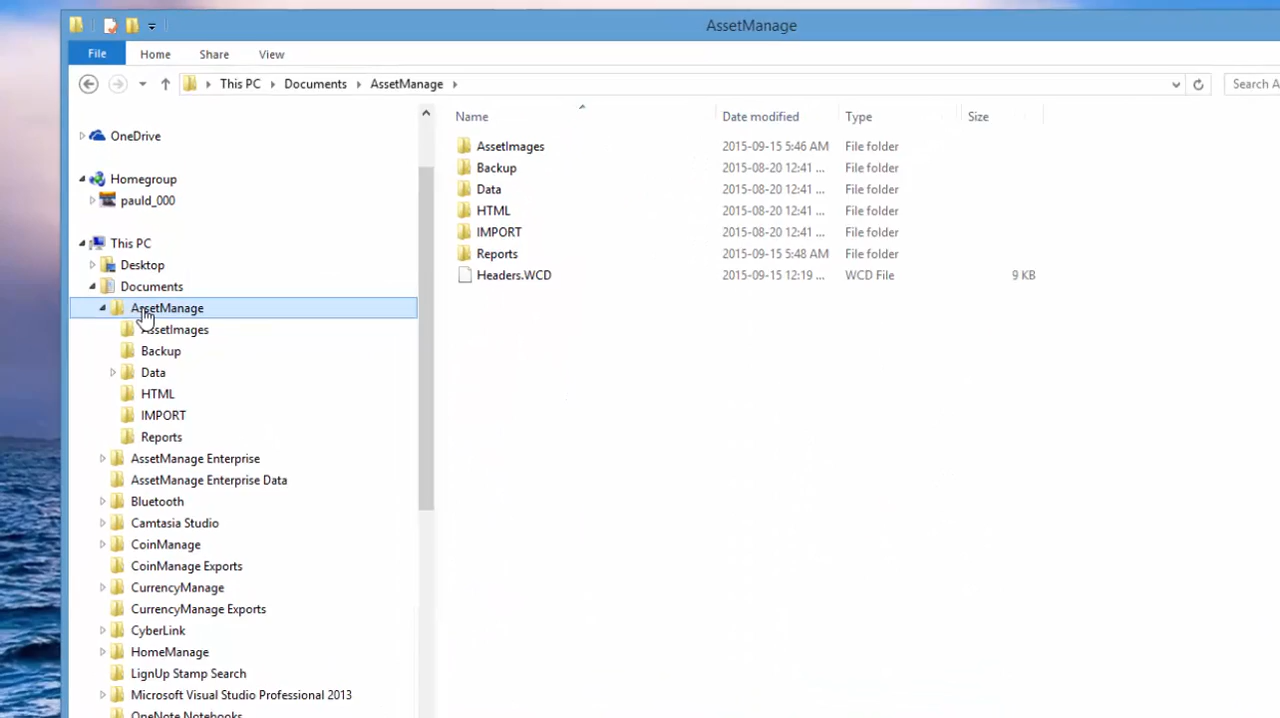 AssetManage
File Home Share View
This PC Documents AssetManage
Search A
Name Date modified Type Size
OneDrive
Homegroup
pauld_000
This PC
Desktop
Documents
AssetManage
AssetImages
Backup
Data
HTML
IMPORT
Reports
AssetManage Enterprise
AssetManage Enterprise Data
Bluetooth
Camtasia Studio
CoinManage
CoinManage Exports
CurrencyManage
CurrencyManage Exports
CyberLink
HomeManage
LignUp Stamp Search
Microsoft Visual Studio Professional 2013
OneNote Notebooks
AssetImages 2015-09-15 5:46 AM File folder
Backup 2015-08-20 12:41 ... File folder
Data 2015-08-20 12:41 ... File folder
HTML 2015-08-20 12:41 ... File folder
IMPORT 2015-08-20 12:41 ... File folder
Reports 2015-09-15 5:48 AM File folder
Headers.WCD 2015-09-15 12:19 ... WCD File 9 KB